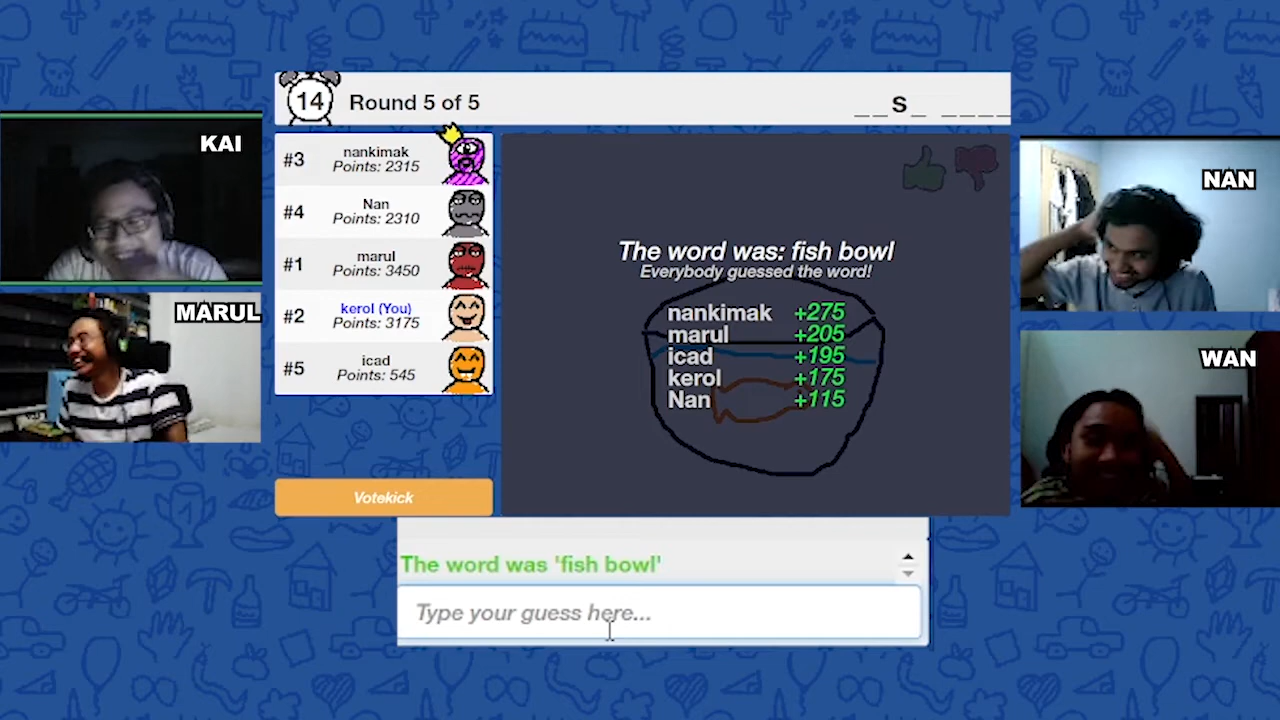 14
Round 5 of 5
__S_ ____
KAI
MARUL
NAN
WAN
#3
nankimak
Points: 2315
#4
Nan
Points: 2310
#1
marul
Points: 3450
#2
kerol (You)
Points: 3175
#5
icad
Points: 545
Votekick
The word was: fish bowl
Everybody guessed the word!
nankimak +275
marul +205
icad +195
kerol +175
Nan +115
The word was 'fish bowl'
Type your guess here...